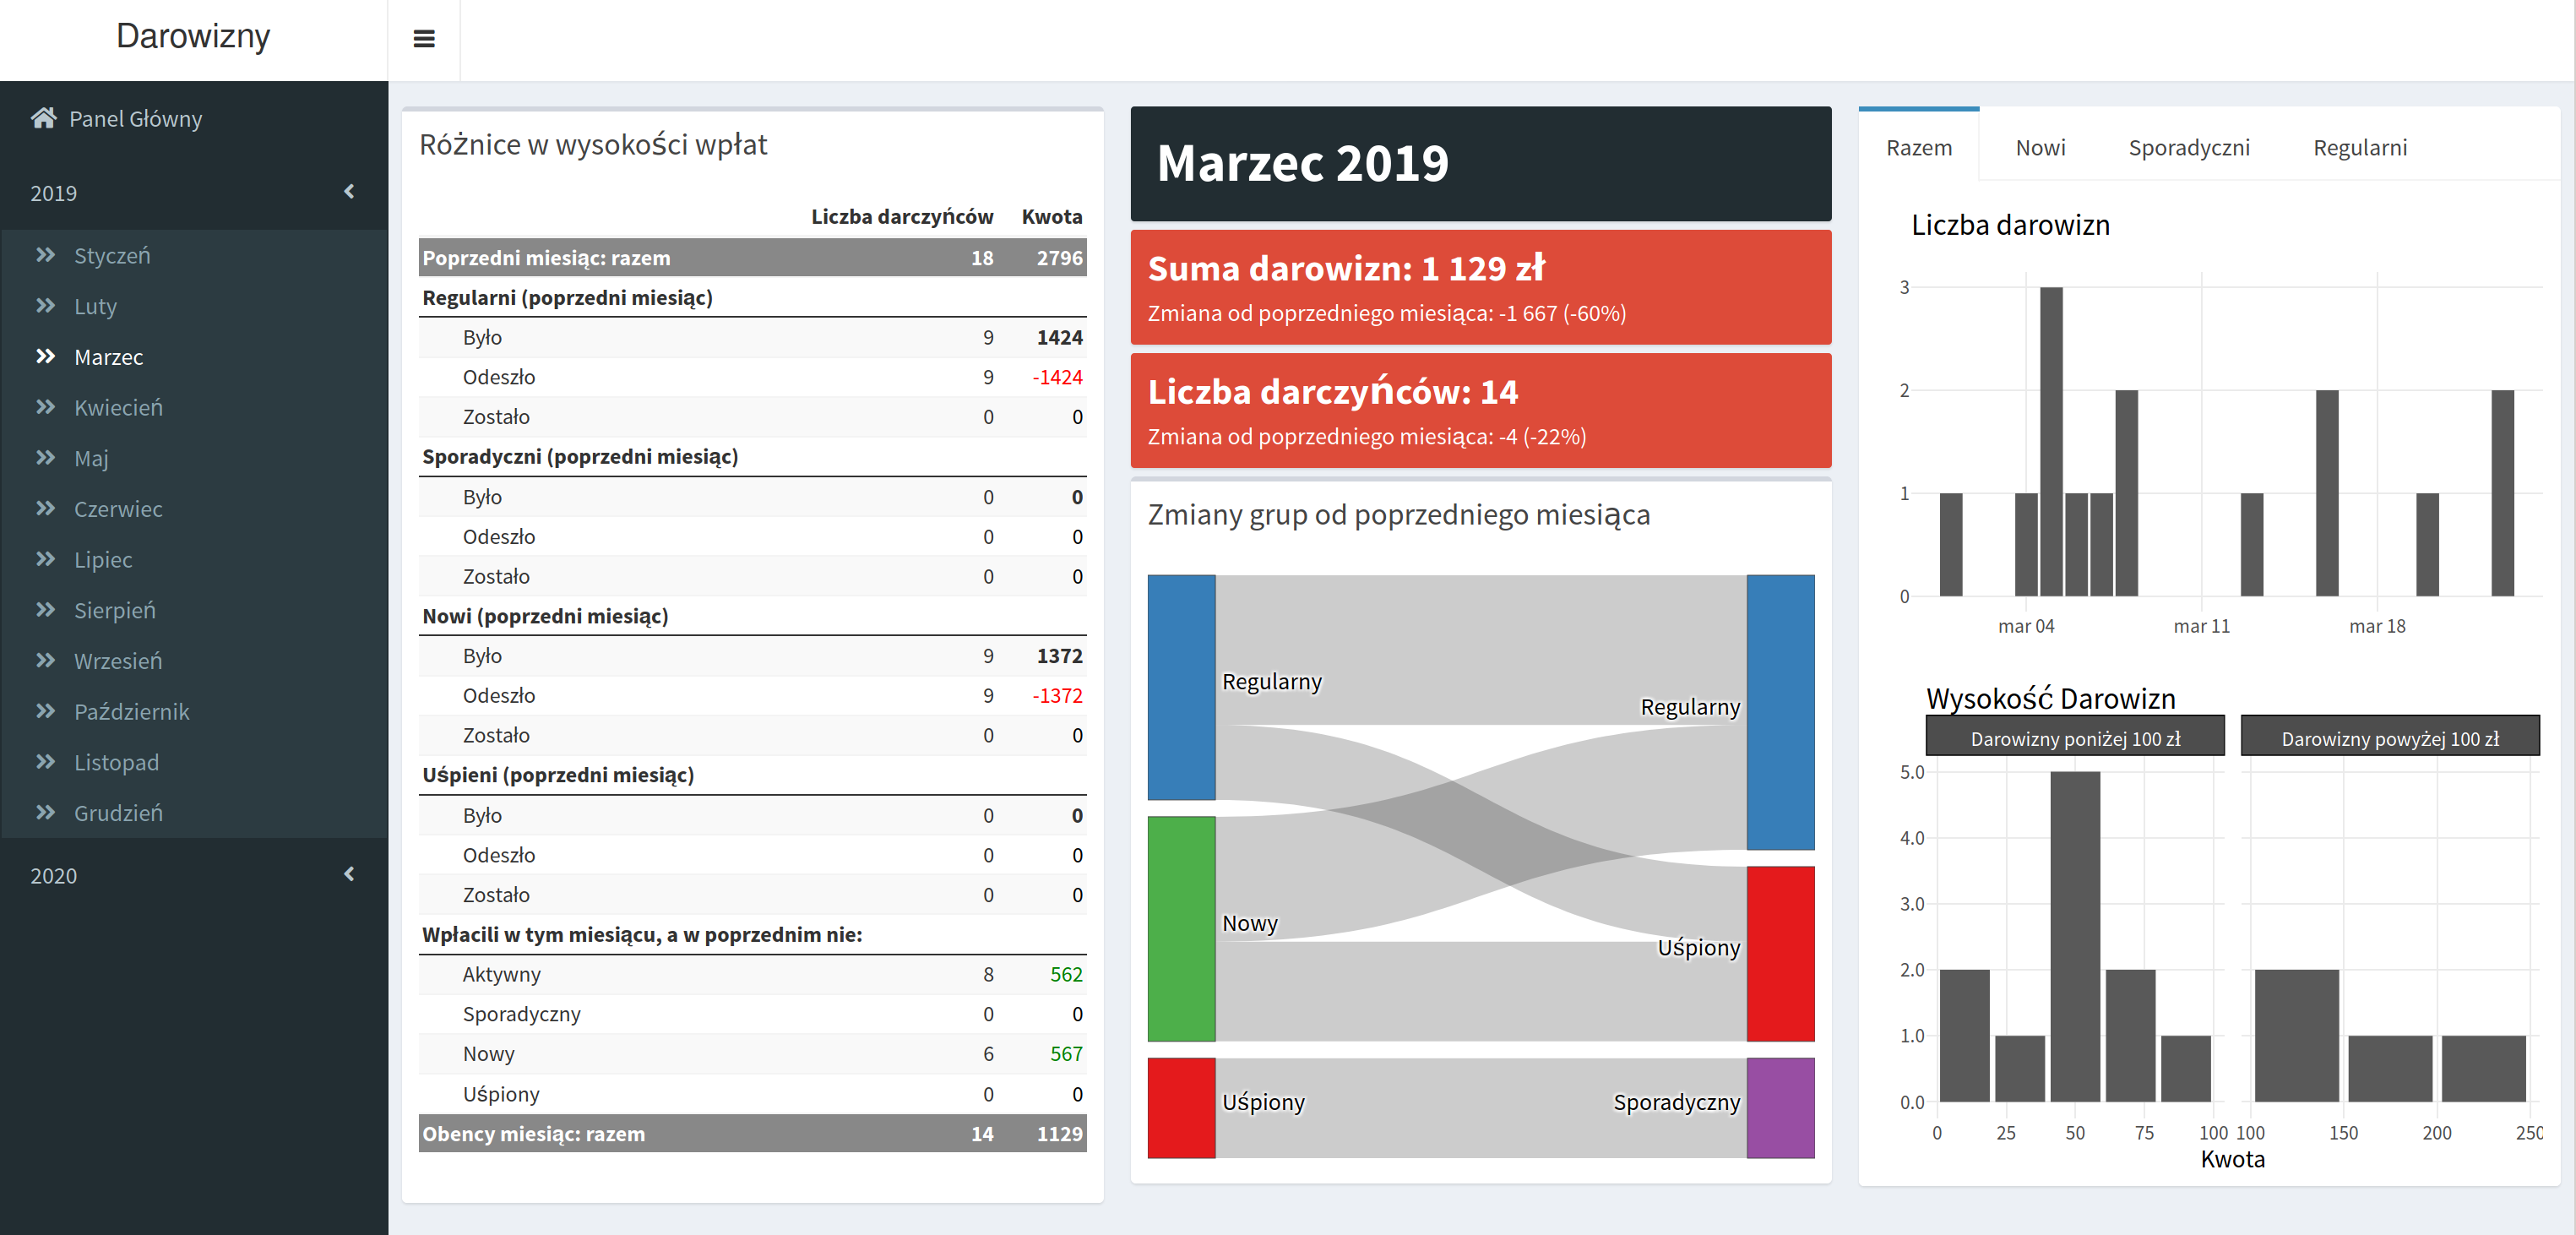 Darowizny
Panel Główny
2019
Styczeń
Luty
Marzec
Kwiecień
Maj
Czerwiec
Lipiec
Sierpień
Wrzesień
Październik
Listopad
Grudzień
2020
Różnice w wysokości wpłat
Liczba darczyńców Kwota
Poprzedni miesiąc: razem 18 2796
Regularni (poprzedni miesiąc)
Było 9 1424
Odeszło 9 -1424
Zostało 0 0
Sporadyczni (poprzedni miesiąc)
Było 0 0
Odeszło 0 0
Zostało 0 0
Nowi (poprzedni miesiąc)
Było 9 1372
Odeszło 9 -1372
Zostało 0 0
Uśpieni (poprzedni miesiąc)
Było 0 0
Odeszło 0 0
Zostało 0 0
Wpłacili w tym miesiącu, a w poprzednim nie:
Aktywny 8 562
Sporadyczny 0 0
Nowy 6 567
Uśpiony 0 0
Obency miesiąc: razem 14 1129
Marzec 2019
Suma darowizn: 1 129 zł
Zmiana od poprzedniego miesiąca: -1 667 (-60%)
Liczba darczyńców: 14
Zmiana od poprzedniego miesiąca: -4 (-22%)
Zmiany grup od poprzedniego miesiąca
Regularny
Regularny
Nowy
Uśpiony
Uśpiony
Sporadyczny
Razem Nowi Sporadyczni Regularni
Liczba darowizn
3
2
1
0
mar 04 mar 11 mar 18
Wysokość Darowizn
Darowizny poniżej 100 zł Darowizny powyżej 100 zł
5.0
4.0
3.0
2.0
1.0
0.0
0 25 50 75 100 100 150 200 250
Kwota